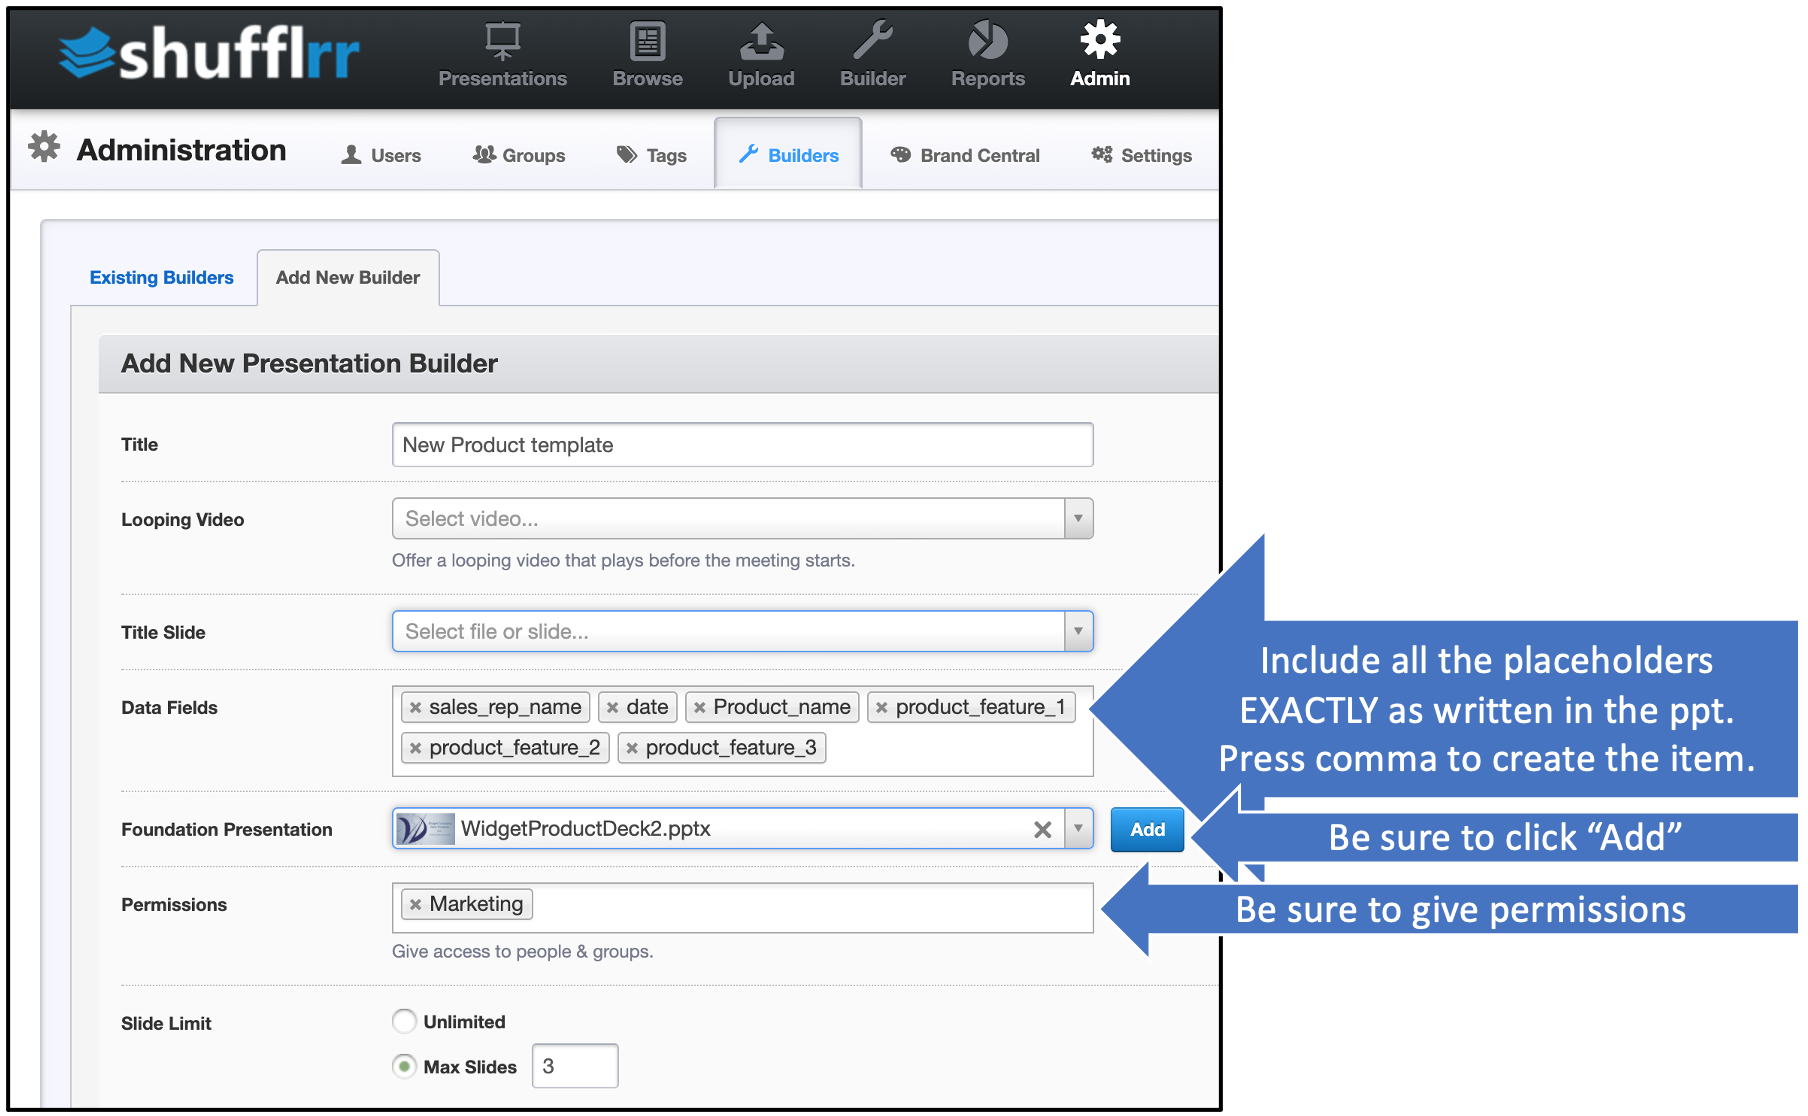 shufflrr
Presentations Browse Upload Builder Reports Admin
Administration Users Groups Tags Builders Brand Central Settings
Existing Builders Add New Builder
Add New Presentation Builder
Title New Product template
Looping Video Select video...
Offer a looping video that plays before the meeting starts.
Title Slide Select file or slide...
Data Fields × sales_rep_name × date × Product_name × product_feature_1
× product_feature_2 × product_feature_3
Include all the placeholders
EXACTLY as written in the ppt.
Press comma to create the item.
Foundation Presentation WidgetProductDeck2.pptx × Add
Be sure to click “Add”
Permissions × Marketing
Be sure to give permissions
Give access to people & groups.
Slide Limit Unlimited
Max Slides 3